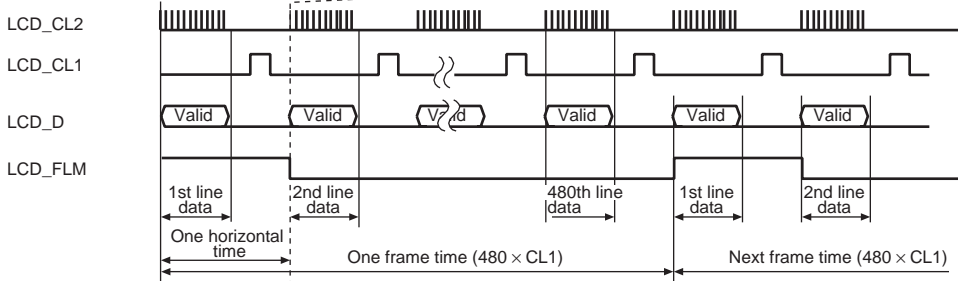 LCD_CL2
LCD_CL1
LCD_D
Valid
Valid
Valid
Valid
Valid
Valid
LCD_FLM
1st line
data
2nd line
data
480th line
data
1st line
data
2nd line
data
One horizontal
time
One frame time (480 × CL1)
Next frame time (480 × CL1)